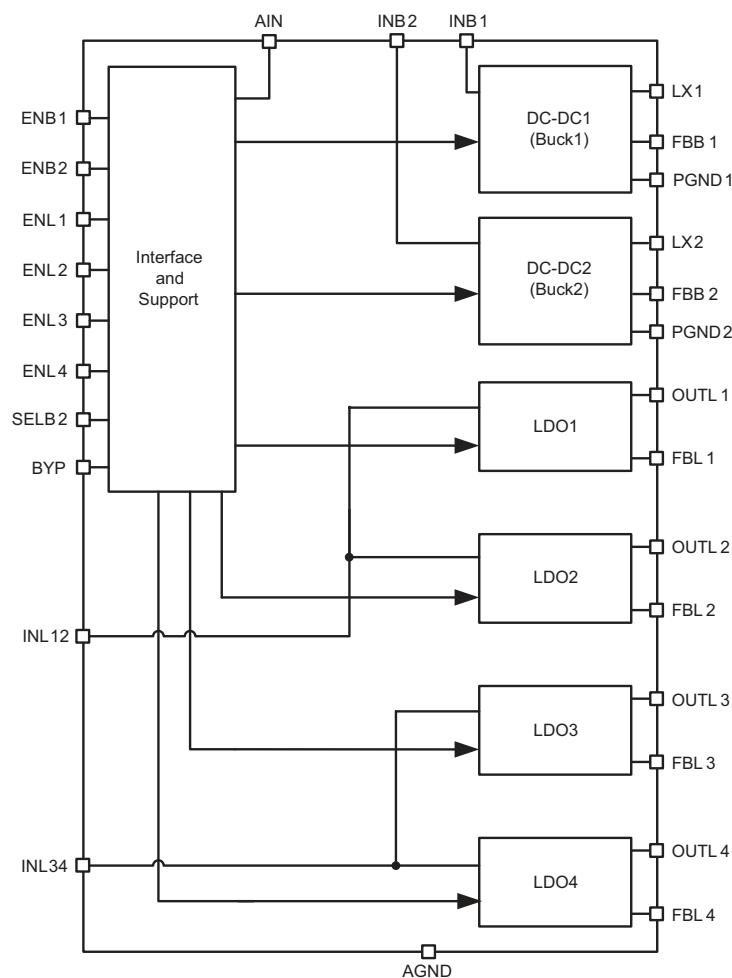 AIN
INB2
INB1
ENB1
ENB2
ENL1
ENL2
ENL3
ENL4
SELB2
BYP
INL12
INL34
Interface
and
Support
DC-DC1
(Buck1)
DC-DC2
(Buck2)
LDO1
LDO2
LDO3
LDO4
LX1
FBB1
PGND1
LX2
FBB2
PGND2
OUTL1
FBL1
OUTL2
FBL2
OUTL3
FBL3
OUTL4
FBL4
AGND